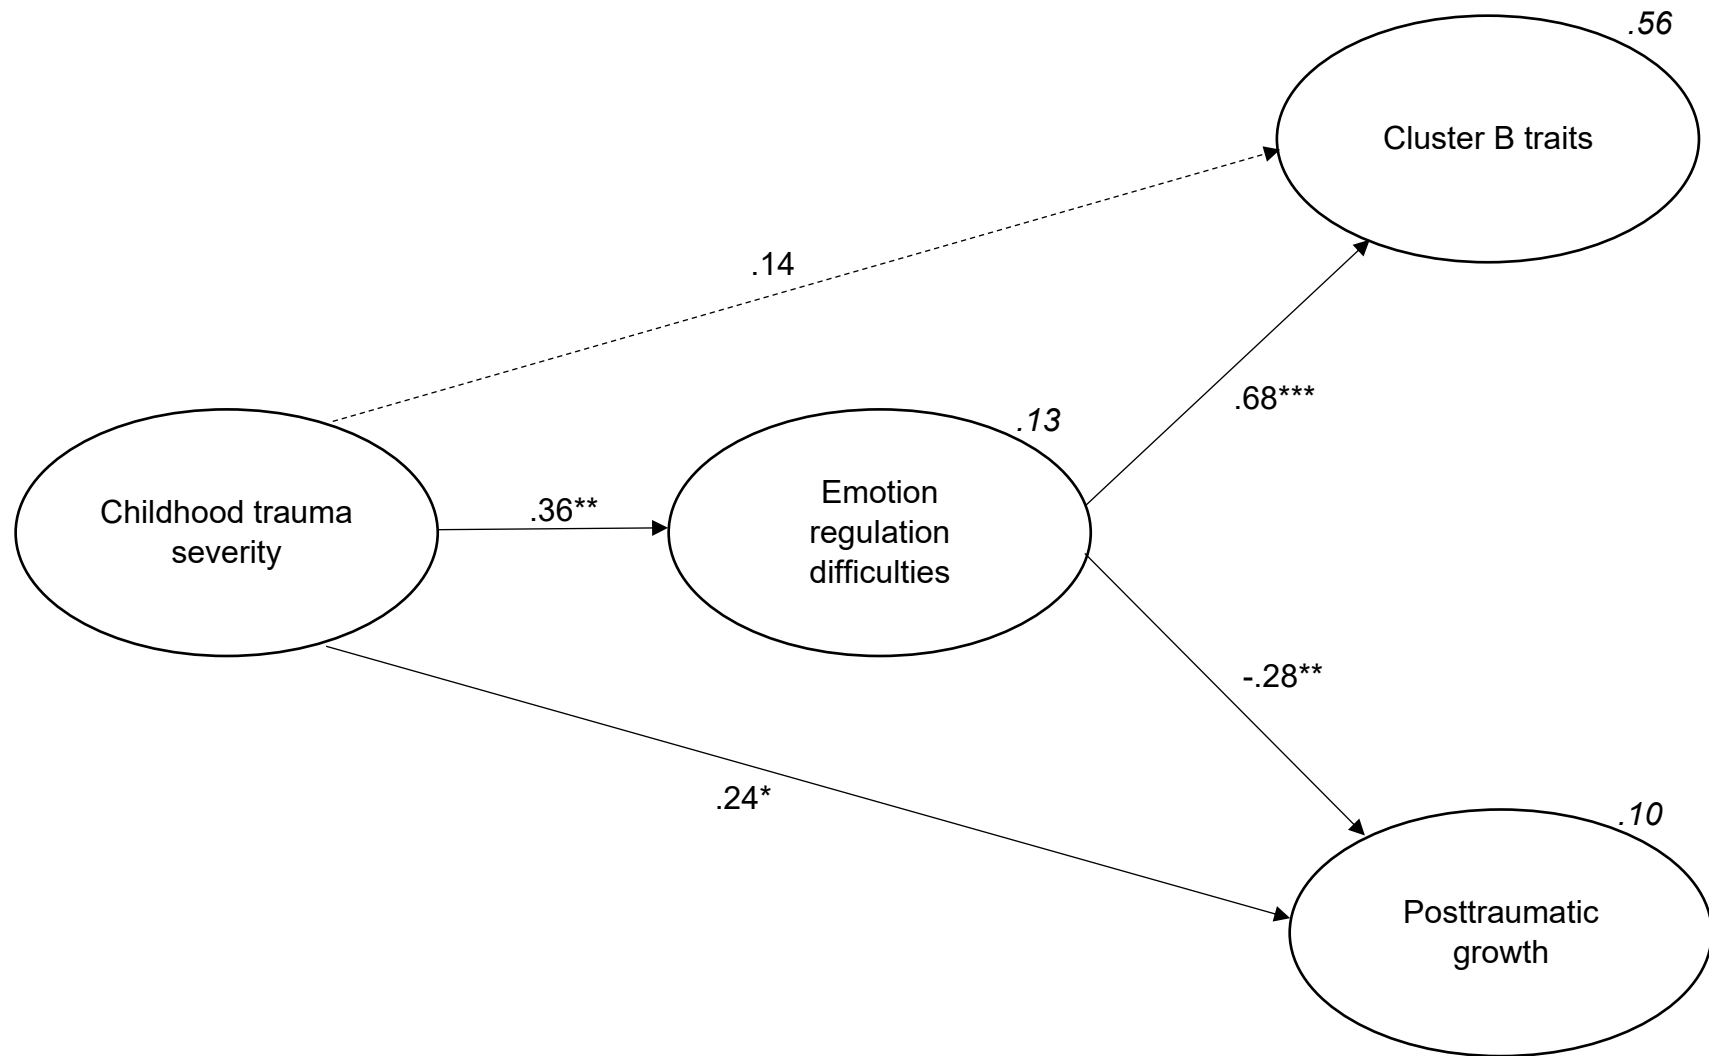 .56
Cluster B traits
.14
.68***
.13
Childhood trauma
severity
.36**
Emotion
regulation
difficulties
-.28**
.24*
.10
Posttraumatic
growth